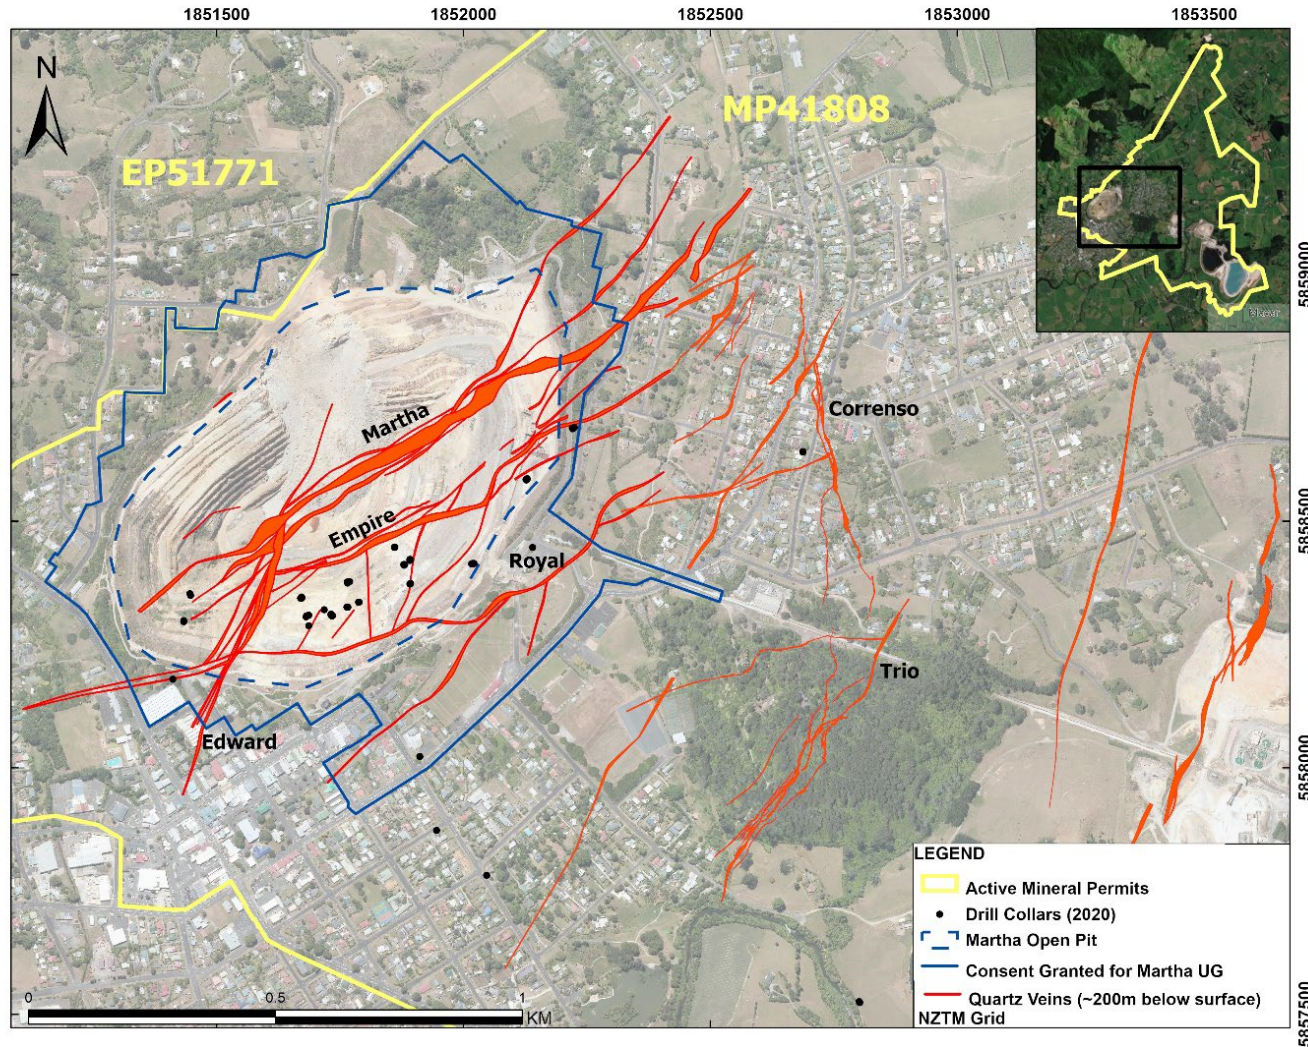 1851500
1852000
1852500
1853000
1853500
N
EP51771
MP41808
5859000
Martha
Correnso
Empire
5858500
Royal
Trio
Edward
5858000
LEGEND
Active Mineral Permits
Drill Collars (2020)
Martha Open Pit
Consent Granted for Martha UG
Quartz Veins (~200m below surface)
NZTM Grid
0
0.5
1
KM
5857500